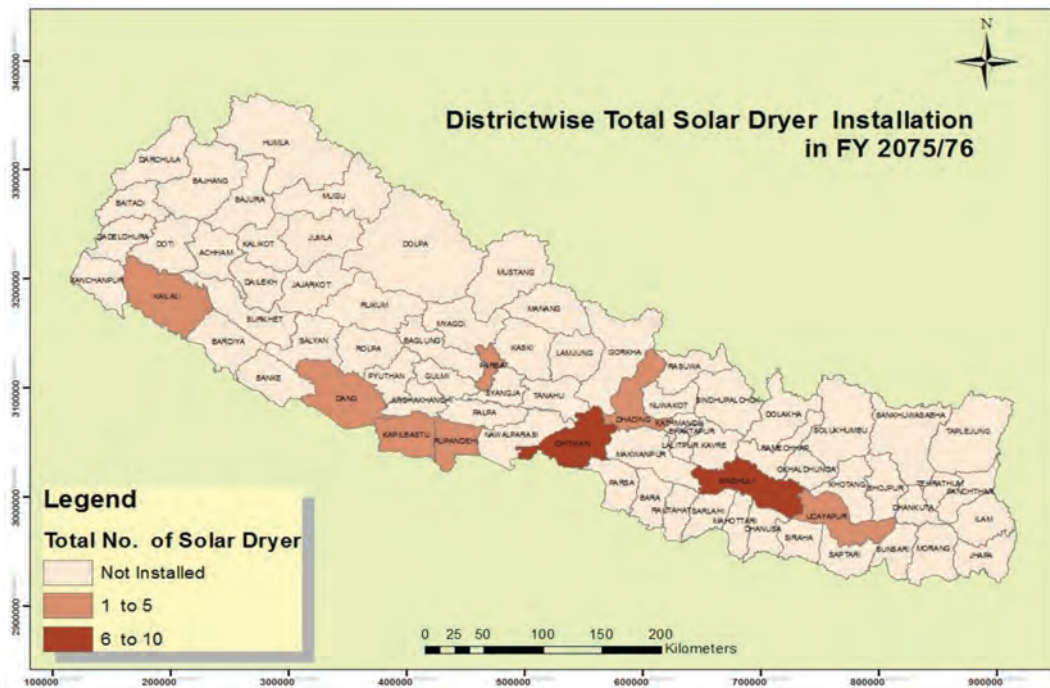 N
Districtwise Total Solar Dryer Installation
in FY 2075/76
HUMLA
DARCHULA
BAJHANG
MUGU
BAITADI
BAJURA
DADELDHURA
DOTI
ACHHAM
KALIKOT
JUMLA
DOLPA
KANCHANPUR
KAILALI
DAILEKH
JAJARKOT
MUSTANG
SURKHET
RUKUM
MANANG
BARDIYA
SALYAN
ROLPA
BAGLUNG
MYAGDI
KASKI
LAMJUNG
GORKHA
BANKE
PYUTHAN
GULMI
PARBAT
SYANGJA
TANAHU
RASUWA
DANG
ARGHAKHANCHI
PALPA
DHADING
NUWAKOT
SINDHUPALCHOK
DOLAKHA
KAPILBASTU
RUPANDEHI
NAWALPARASI
CHITWAN
KATHMANDU
BHAKTAPUR
LALITPUR
KAVRE
RAMECHHAP
SOLUKHUMBU
SANKHUWASABHA
TAPLEJUNG
MAKWANPUR
SINDHULI
OKHALDHUNGA
KHOTANG
BHOJPUR
TEHRATHUM
PANCHTHAR
PARSA
BARA
RAUTAHAT
SARLAHI
MAHOTTARI
DHANUSA
SIRAHA
UDAYAPUR
DHANKUTA
ILAM
SAPTARI
SUNSARI
MORANG
JHAPA
Legend
Total No. of Solar Dryer
Not Installed
1 to 5
6 to 10
0 25 50 100 150 200
Kilometers
3400000
3300000
3200000
3100000
3000000
2900000
100000 200000 300000 400000 500000 600000 700000 800000 900000